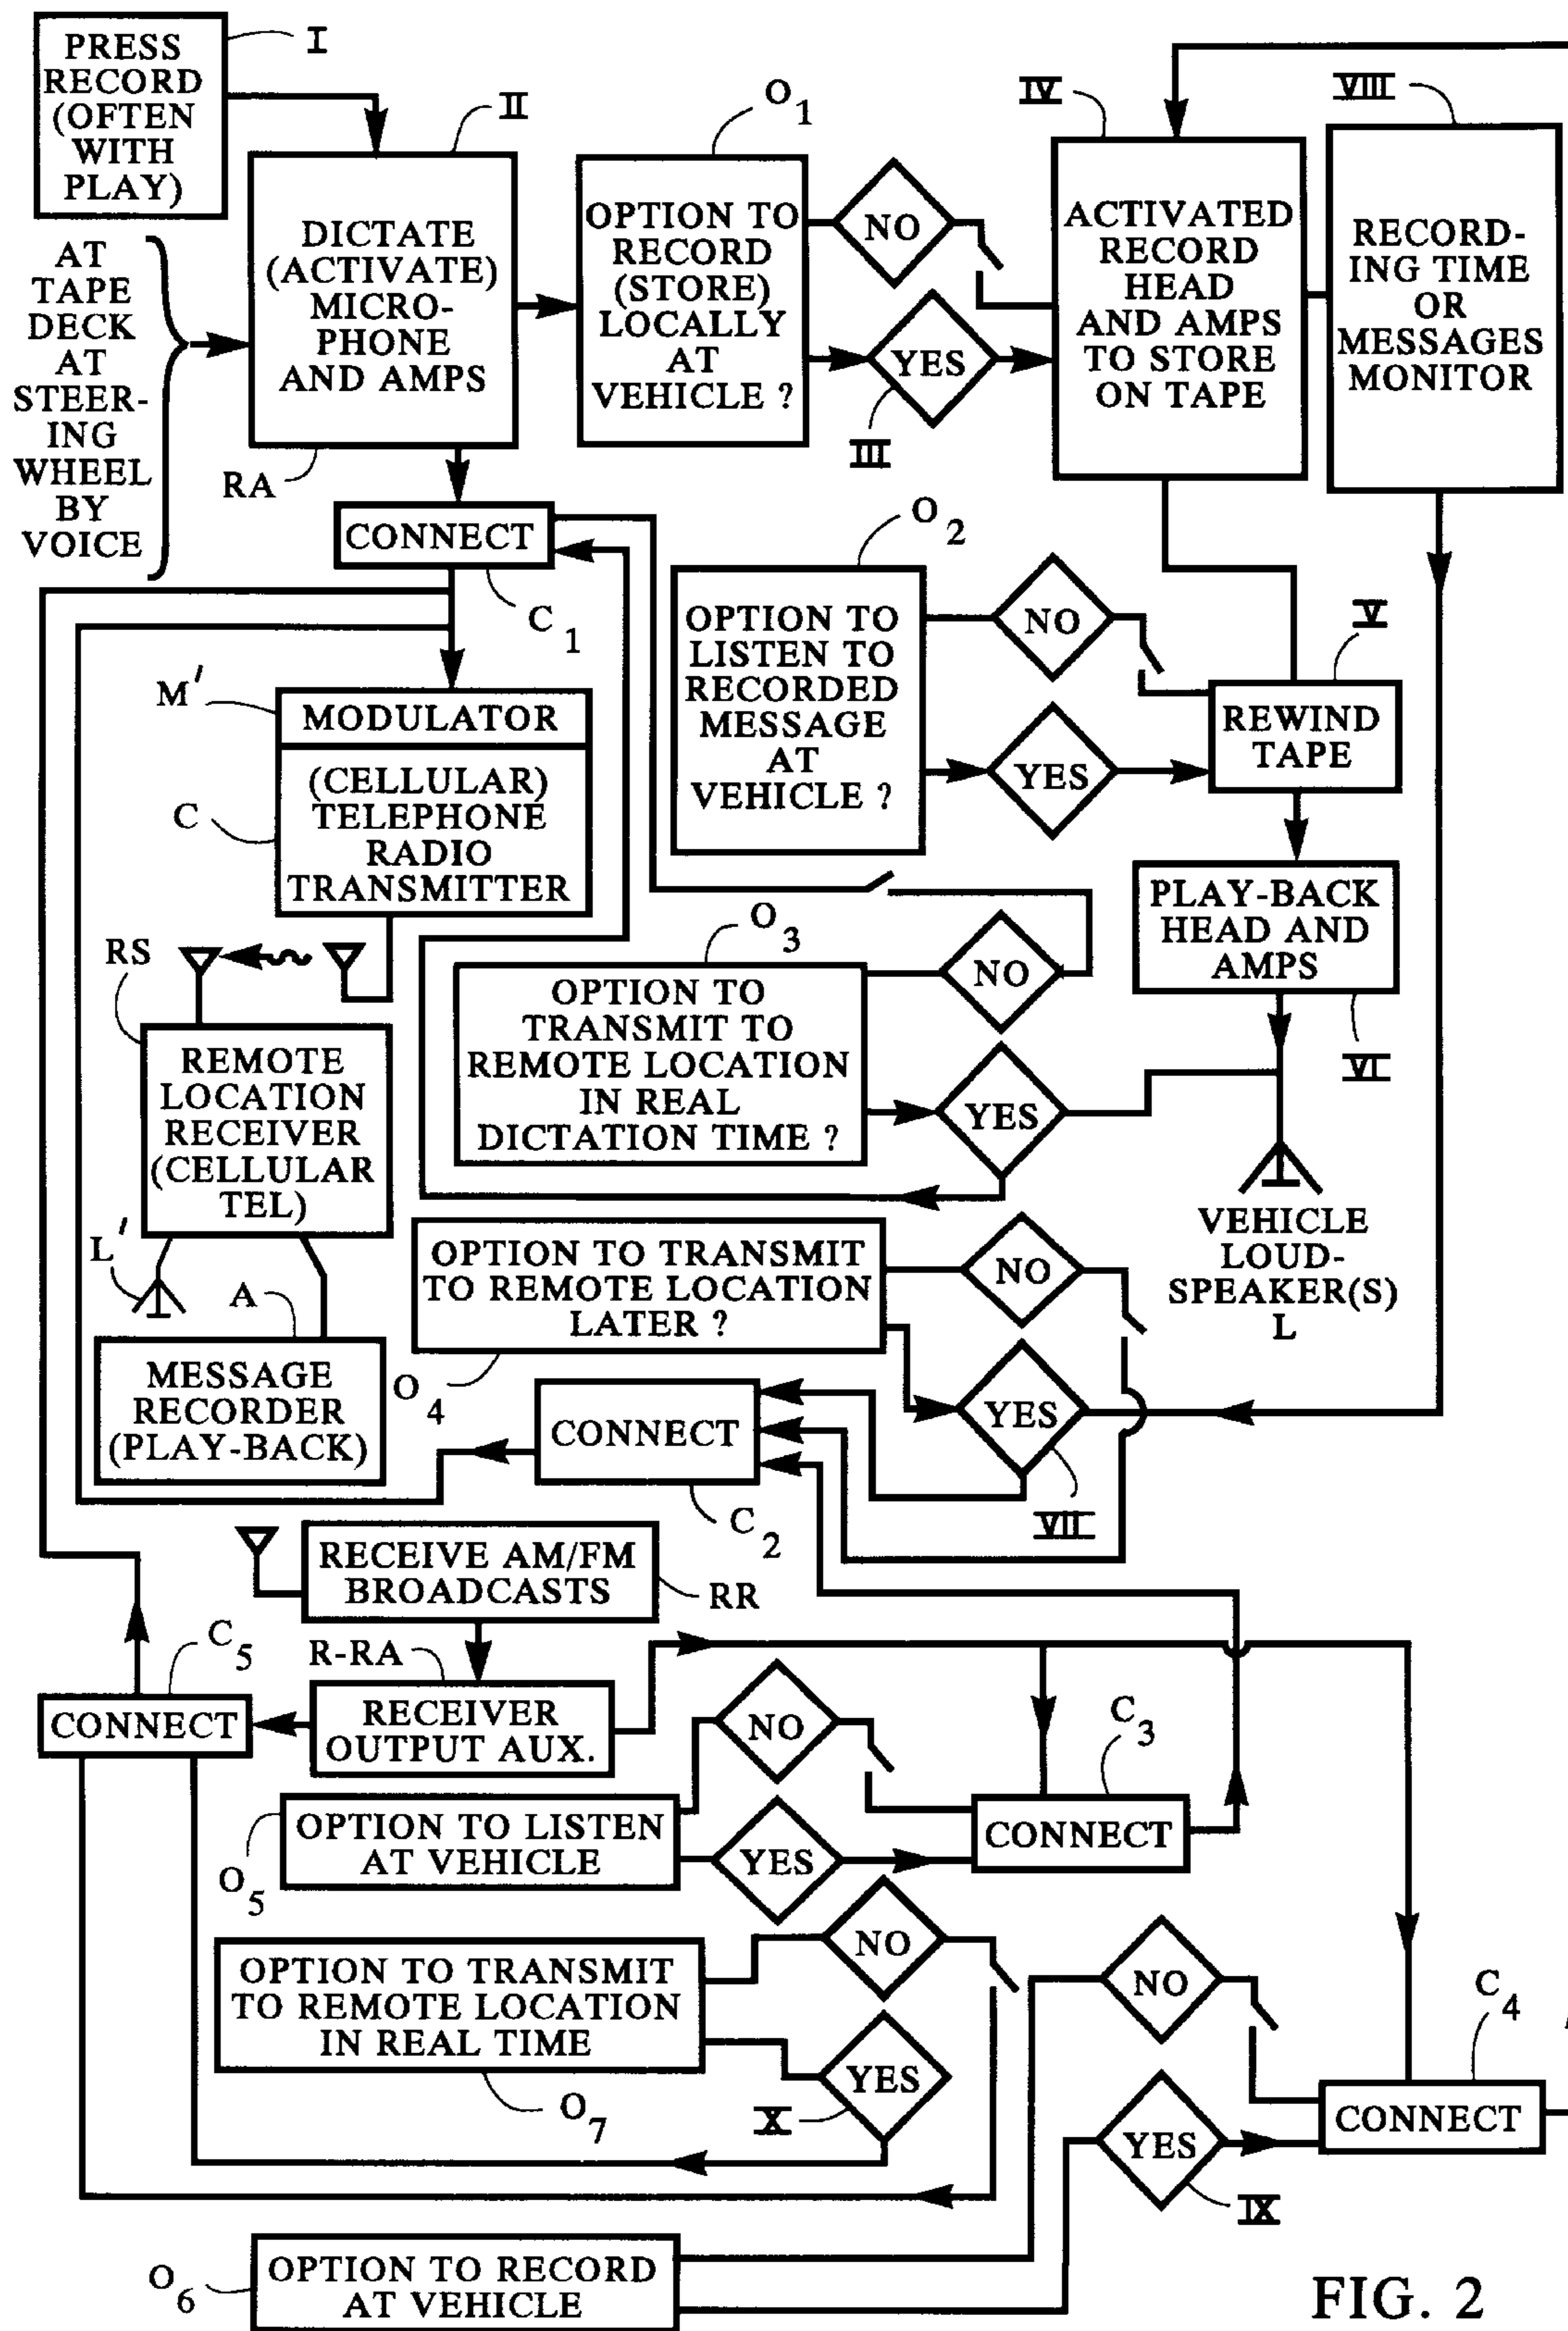 PRESS
RECORD
(OFTEN
WITH
PLAY)
I
AT
TAPE
DECK
AT
STEER-
ING
WHEEL
BY
VOICE
II
DICTATE
(ACTIVATE)
MICRO-
PHONE
AND AMPS
RA
O1
OPTION TO
RECORD
(STORE)
LOCALLY
AT
VEHICLE ?
NO
YES
III
IV
ACTIVATED
RECORD
HEAD
AND AMPS
TO STORE
ON TAPE
VIII
RECORD-
ING TIME
OR
MESSAGES
MONITOR
CONNECT
C1
O2
OPTION TO
LISTEN TO
RECORDED
MESSAGE
AT
VEHICLE ?
NO
YES
V
REWIND
TAPE
M'
MODULATOR
C
(CELLULAR)
TELEPHONE
RADIO
TRANSMITTER
PLAY-BACK
HEAD AND
AMPS
VI
RS
REMOTE
LOCATION
RECEIVER
(CELLULAR
TEL)
O3
OPTION TO
TRANSMIT TO
REMOTE LOCATION
IN REAL
DICTATION TIME ?
NO
YES
VEHICLE
LOUD-
SPEAKER(S)
L
L'
A
MESSAGE
RECORDER
(PLAY-BACK)
OPTION TO TRANSMIT
TO REMOTE LOCATION
LATER ?
O4
NO
YES
VII
CONNECT
C2
RECEIVE AM/FM
BROADCASTS
RR
R-RA
RECEIVER
OUTPUT AUX.
C5
CONNECT
NO
YES
C3
CONNECT
OPTION TO LISTEN
AT VEHICLE
O5
OPTION TO TRANSMIT
TO REMOTE LOCATION
IN REAL TIME
O7
NO
YES
X
NO
YES
IX
C4
CONNECT
O6
OPTION TO RECORD
AT VEHICLE
FIG. 2